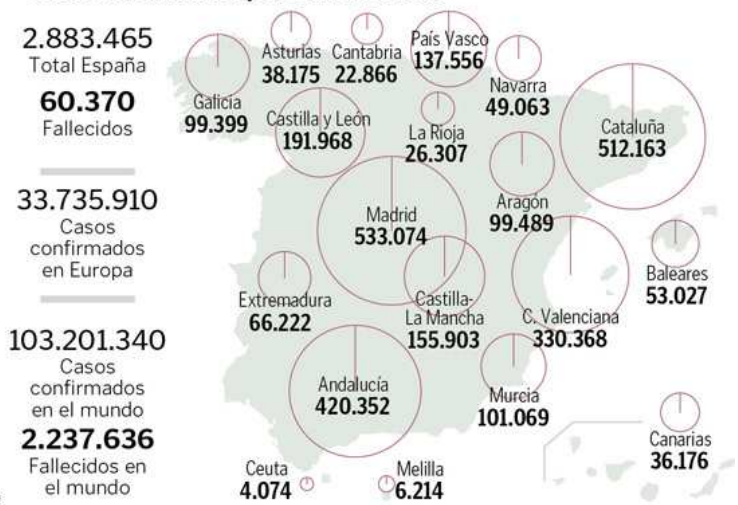 2.883.465
Total España
60.370
Fallecidos
33.735.910
Casos
confirmados
en Europa
103.201.340
Casos
confirmados
en el mundo
2.237.636
Fallecidos en
el mundo
Galicia
99.399
Asturias
38.175
Cantabria
22.866
País Vasco
137.556
Navarra
49.063
Castilla y León
191.968
La Rioja
26.307
Cataluña
512.163
Aragón
99.489
Madrid
533.074
Baleares
53.027
Extremadura
66.222
Castilla-
La Mancha
155.903
C. Valenciana
330.368
Andalucía
420.352
Murcia
101.069
Canarias
36.176
Ceuta
4.074
Melilla
6.214